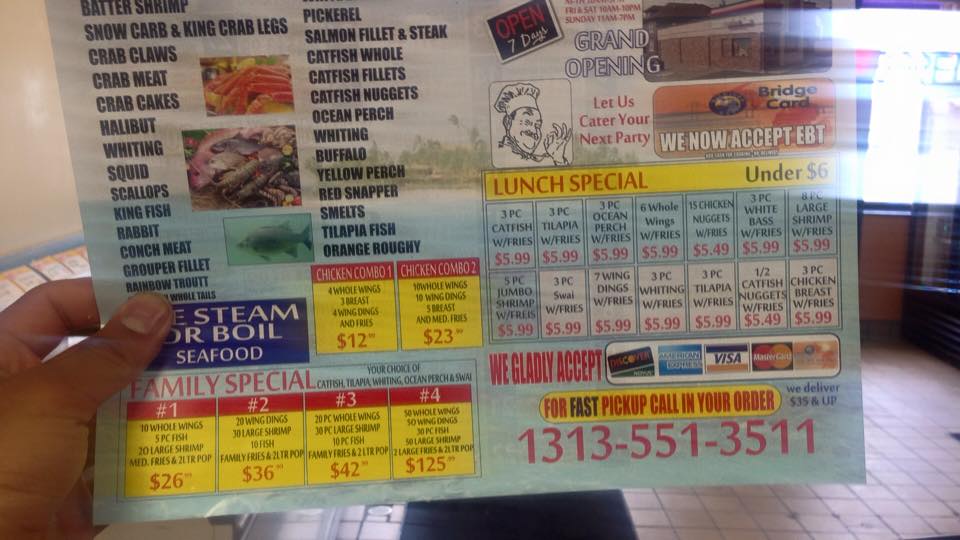 BATTER SHRIMP
SNOW CARB & KING CRAB LEGS
CRAB CLAWS
CRAB MEAT
CRAB CAKES
HALIBUT
WHITING
SQUID
SCALLOPS
KING FISH
RABBIT
CONCH MEAT
GROUPER FILLET
RAINBOW TROUTT
WHOLE TAILS
PICKEREL
SALMON FILLET & STEAK
CATFISH WHOLE
CATFISH FILLETS
CATFISH NUGGETS
OCEAN PERCH
WHITING
BUFFALO
YELLOW PERCH
RED SNAPPER
SMELTS
TILAPIA FISH
ORANGE ROUGHY
E STEAM
OR BOIL
SEAFOOD
CHICKEN COMBO 1
4 WHOLE WINGS
3 BREAST
4 WING DINGS
AND FRIES
$12.99
CHICKEN COMBO 2
10WHOLE WINGS
10 WING DINGS
5 BREAST
AND MED. FRIES
$23.99
FAMILY SPECIAL
YOUR CHOICE OF
CATFISH, TILAPIA, WHITING, OCEAN PERCH & SWAI
#1
10 WHOLE WINGS
5 PC FISH
20 LARGE SHRIMP
MED. FRIES & 2LTR POP
$26.99
#2
20 WING DINGS
30 LARGE SHRIMP
10 FISH
FAMILY FRIES & 2LTR POP
$36.99
#3
20 PC WHOLE WINGS
30 PC LARGE SHRIMP
10 PC FISH
FAMILY FRIES & 2 LTR POP
$42.99
#4
50 WHOLE WINGS
50 WING DINGS
30 PC FISH
50 LARGE SHRIMP
2 LARGE FRIES & 2LTR POP
$125.99
OPEN
7 Days
FRI & SAT 10AM-10PM
SUNDAY 11AM-7PM
GRAND
OPENING
Let Us
Cater Your
Next Party
Bridge
Card
WE NOW ACCEPT EBT
LUNCH SPECIAL Under $6
3 PC
CATFISH
W/FRIES
$5.99
3 PC
TILAPIA
W/FRIES
$5.99
3 PC
OCEAN
PERCH
W/FRIES
$5.99
6 Whole
Wings
W/FRIES
$5.99
15 CHICKEN
NUGGETS
W/FRIES
$5.49
3 PC
WHITE
BASS
W/FRIES
$5.99
8 PC
LARGE
SHRIMP
W/FRIES
$5.99
5 PC
JUMBO
SHRIMP
W/FREIS
$5.99
3 PC
Swai
W/FRIES
$5.99
7 WING
DINGS
W/FRIES
$5.99
3 PC
WHITING
W/FRIES
$5.99
3 PC
TILAPIA
W/FRIES
$5.99
1/2
CATFISH
NUGGETS
W/FRIES
$5.49
3 PC
CHICKEN
BREAST
W/FRIES
$5.99
WE GLADLY ACCEPT
DISCOVER
NOVUS
AMERICAN
EXPRESS
VISA
MasterCard
FOR FAST PICKUP CALL IN YOUR ORDER
we deliver
$35 & UP
1313-551-3511